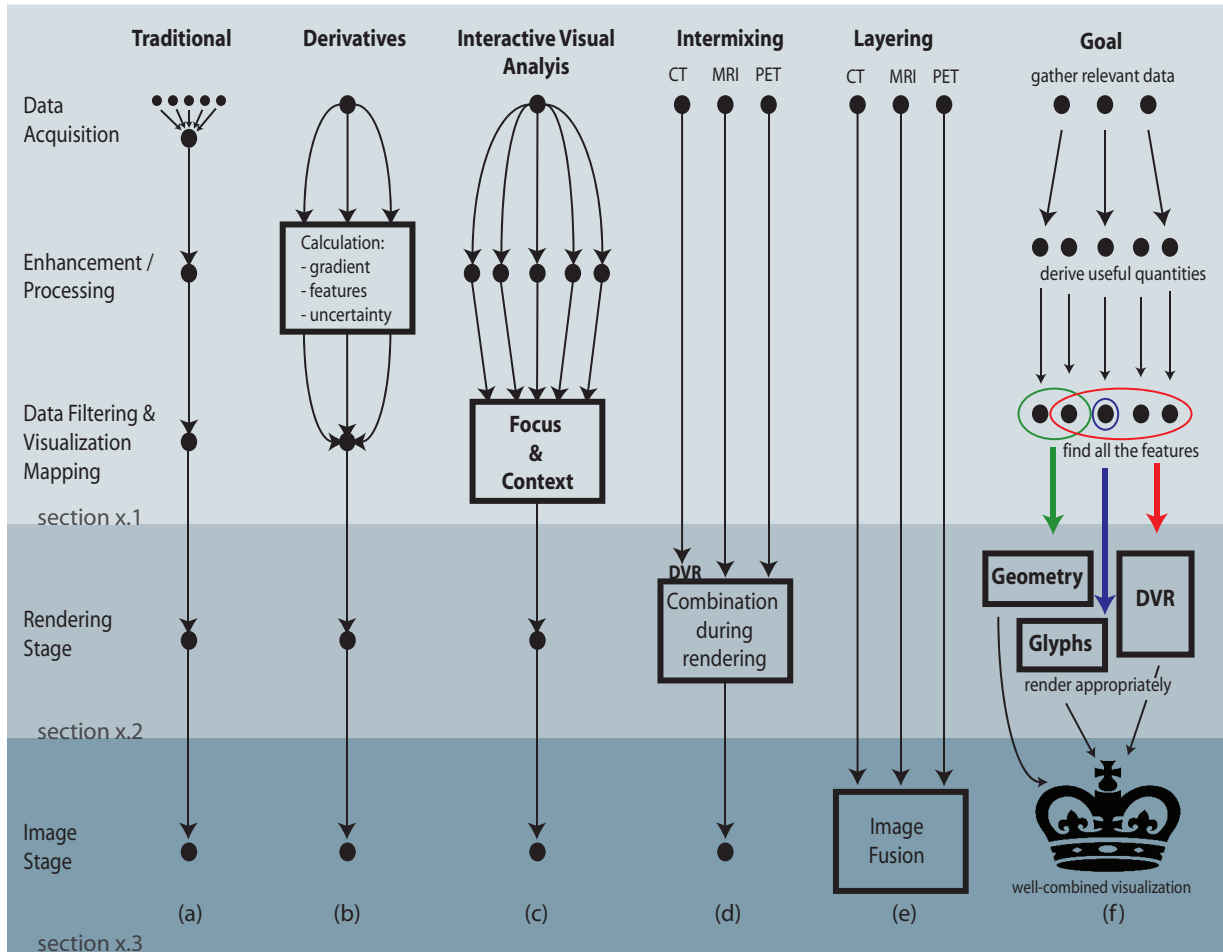 Traditional
Derivatives
Interactive Visual
Analyis
Intermixing
Layering
Goal
CT MRI PET
CT MRI PET
gather relevant data
Data
Acquisition
Enhancement /
Processing
Calculation:
- gradient
- features
- uncertainty
derive useful quantities
Data Filtering &
Visualization
Mapping
Focus
&
Context
find all the features
section x.1
DVR
Combination
during
rendering
Geometry
Glyphs
DVR
render appropriately
Rendering
Stage
section x.2
Image
Stage
Image
Fusion
well-combined visualization
(a)
(b)
(c)
(d)
(e)
(f)
section x.3